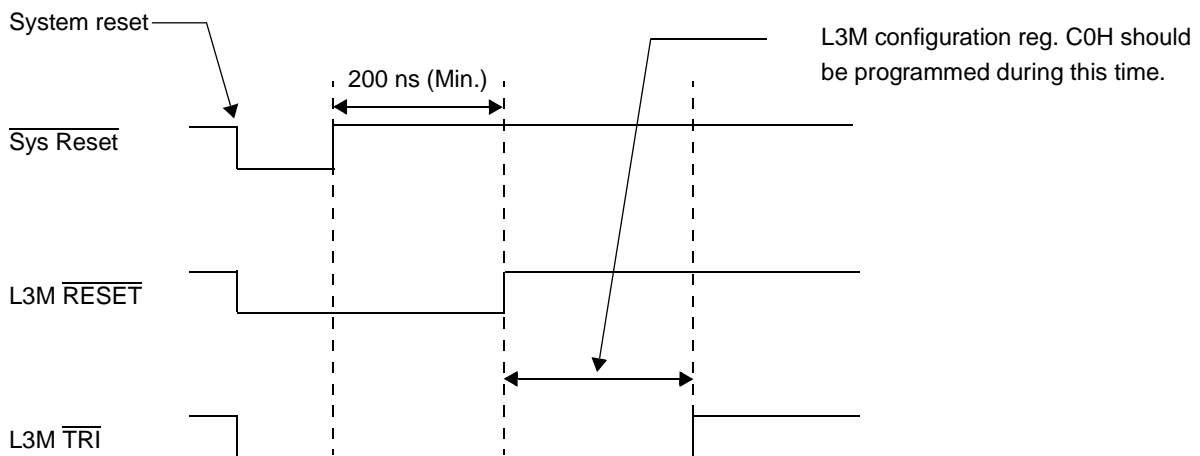 System reset
L3M configuration reg. C0H should
be programmed during this time.
200 ns (Min.)
Sys Reset
L3M RESET
L3M TRI